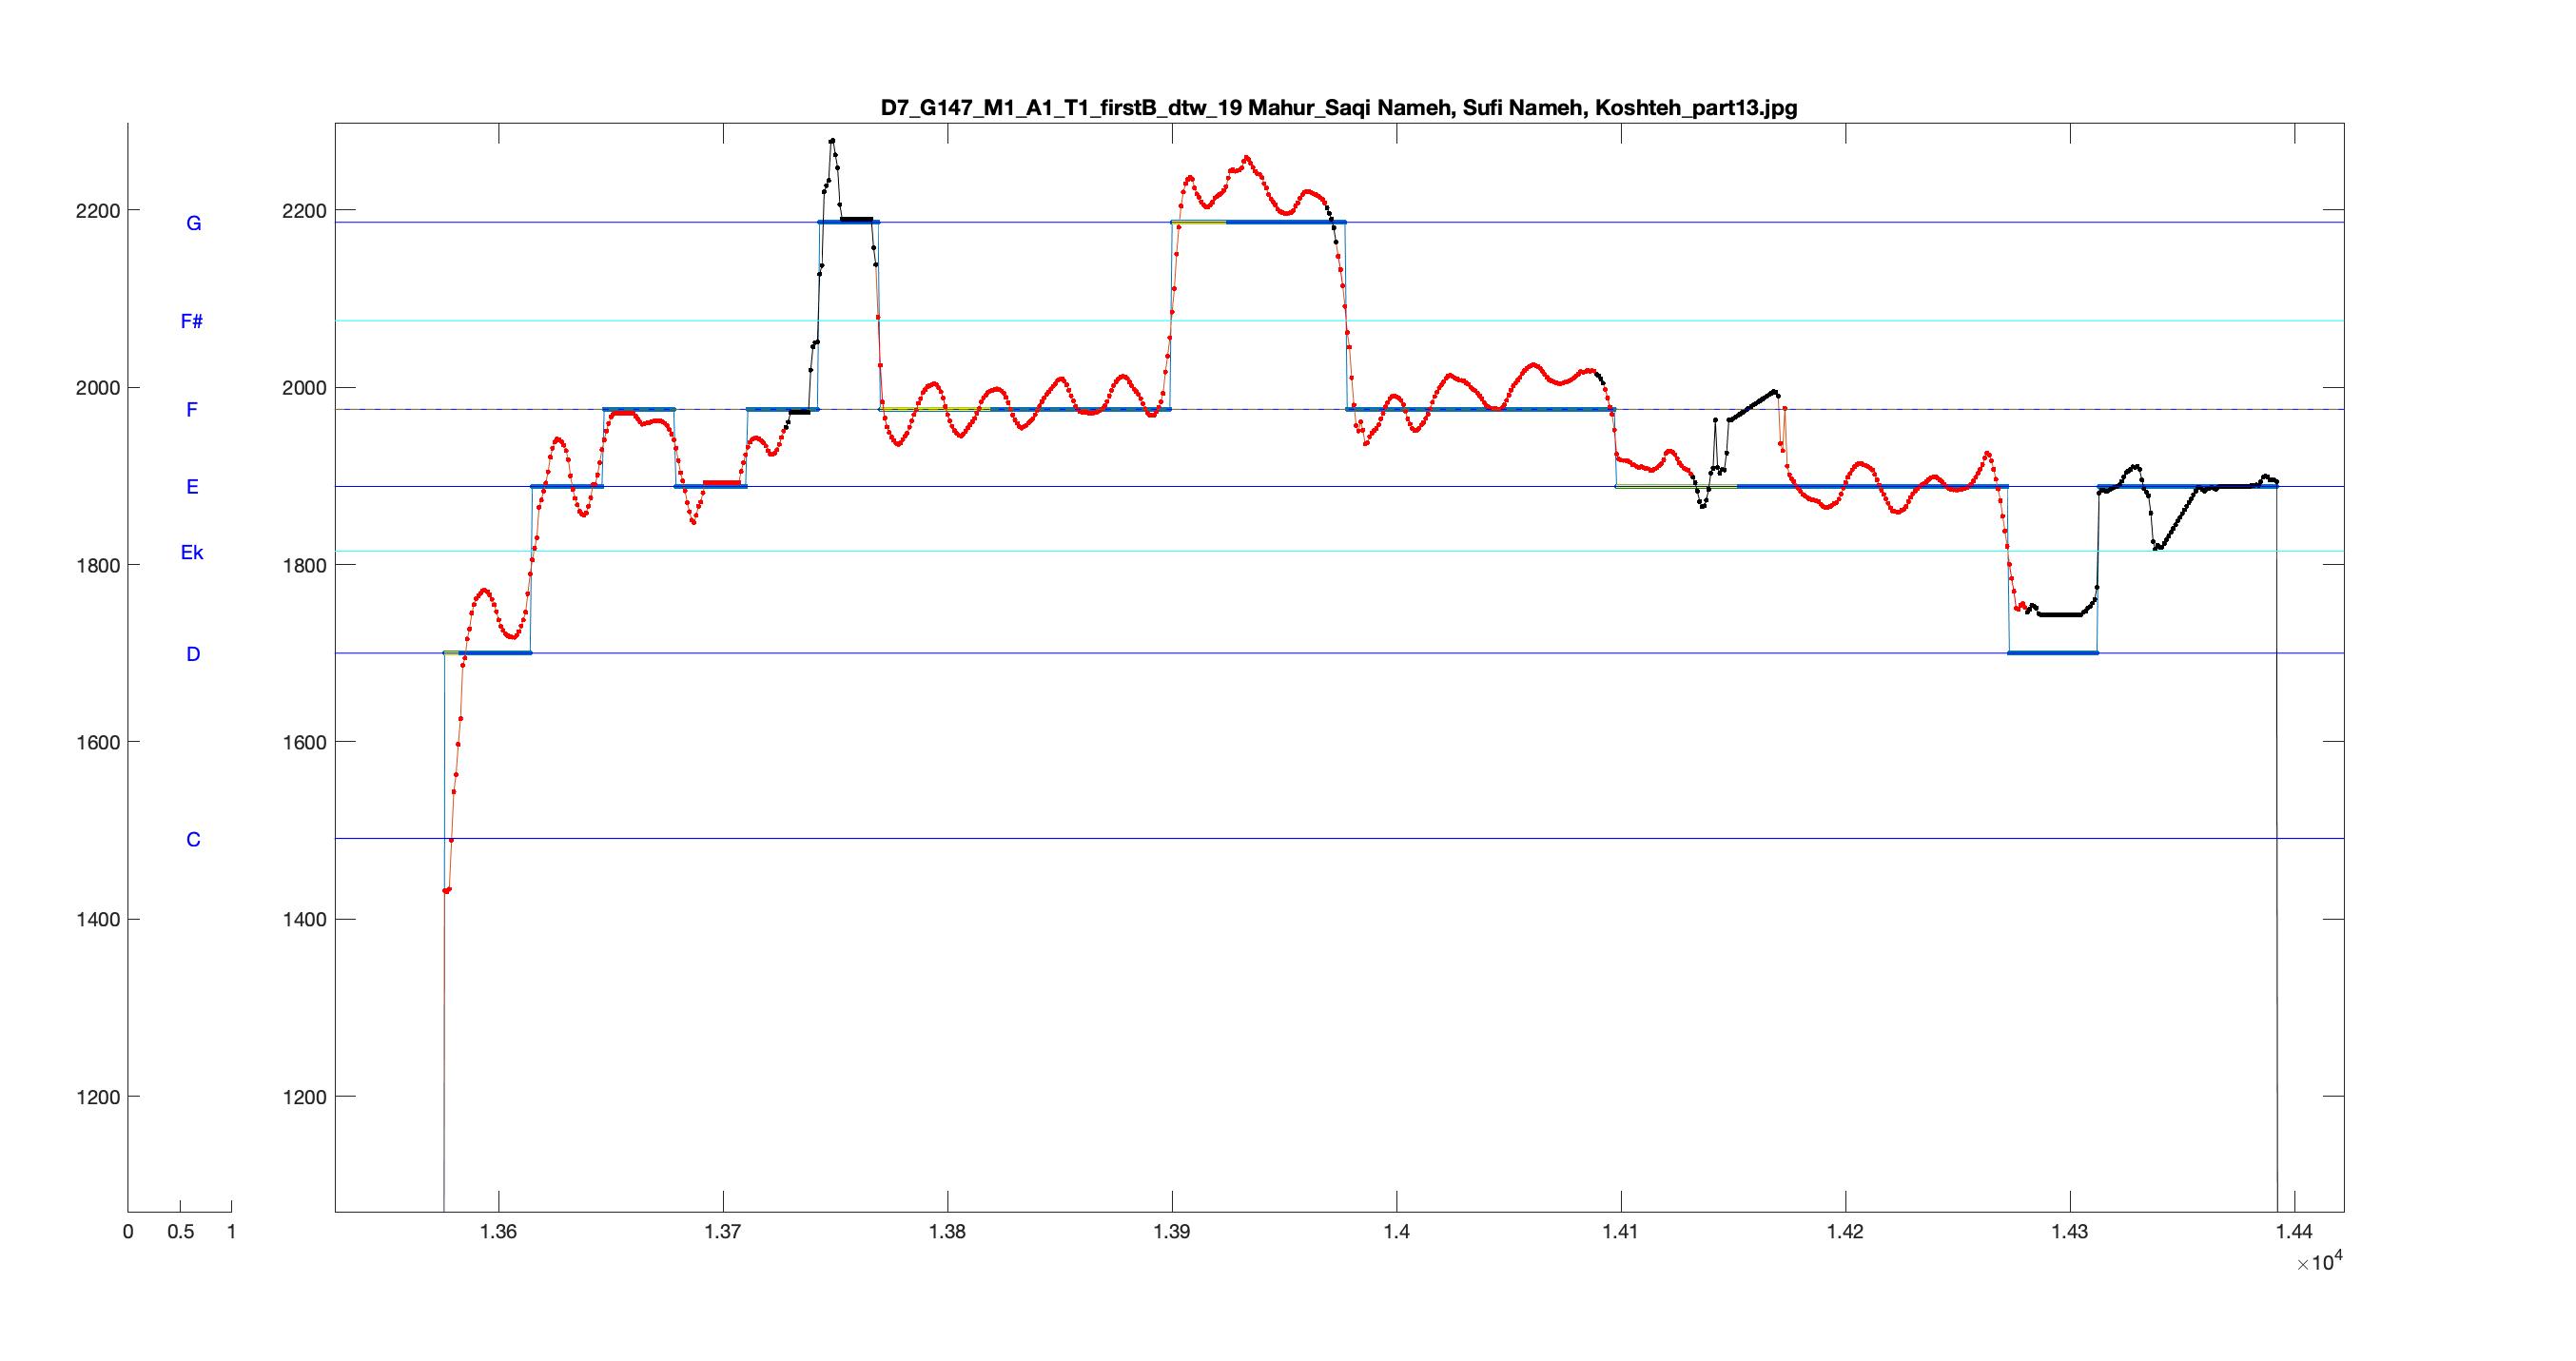 D7_G147_M1_A1_T1_firstB_dtw_19 Mahur_Saqi Nameh, Sufi Nameh, Koshteh_part13.jpg
2200 G 2200
F#
2000 F 2000
E
Ek
1800 1800
D
1600 1600
C
1400 1400
1200 1200
0 0.5 1 1.36 1.37 1.38 1.39 1.4 1.41 1.42 1.43 1.44
×10^4